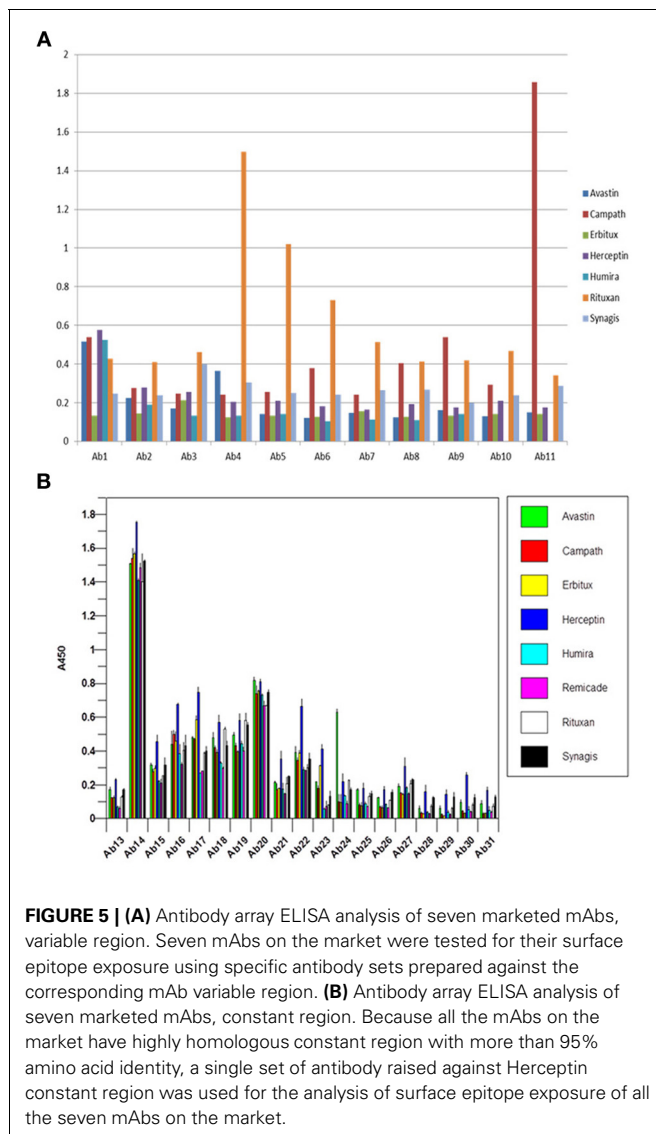 A
2
1.8
1.6
1.4
1.2
1
0.8
0.6
0.4
0.2
0
Ab1 Ab2 Ab3 Ab4 Ab5 Ab6 Ab7 Ab8 Ab9 Ab10 Ab11
Avastin
Campath
Erbitux
Herceptin
Humira
Rituxan
Synagis
B
A450
1.8
1.6
1.4
1.2
1
0.8
0.6
0.4
0.2
0
Ab13 Ab14 Ab15 Ab16 Ab17 Ab18 Ab19 Ab20 Ab21 Ab22 Ab23 Ab24 Ab25 Ab26 Ab27 Ab28 Ab29 Ab30 Ab31
Avastin
Campath
Erbitux
Herceptin
Humira
Remicade
Rituxan
Synagis
FIGURE 5 | (A) Antibody array ELISA analysis of seven marketed mAbs,
variable region. Seven mAbs on the market were tested for their surface
epitope exposure using specific antibody sets prepared against the
corresponding mAb variable region. (B) Antibody array ELISA analysis of
seven marketed mAbs, constant region. Because all the mAbs on the
market have highly homologous constant region with more than 95%
amino acid identity, a single set of antibody raised against Herceptin
constant region was used for the analysis of surface epitope exposure of all
the seven mAbs on the market.